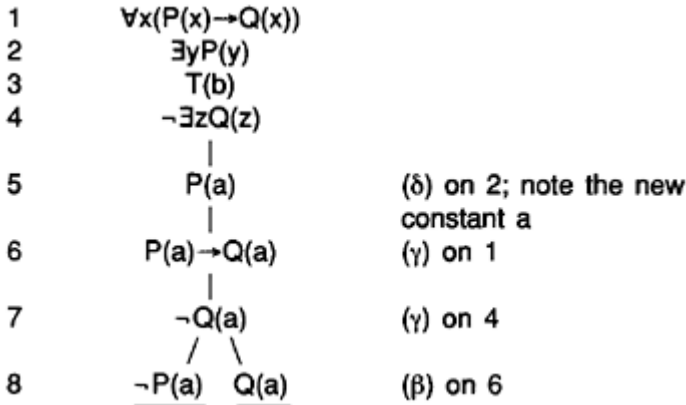 1 ∀x(P(x)→Q(x))
2 ∃yP(y)
3 T(b)
4 ¬∃zQ(z)
5 P(a) (δ) on 2; note the new
constant a
6 P(a)→Q(a) (γ) on 1
7 ¬Q(a) (γ) on 4
8 ¬P(a) Q(a) (β) on 6